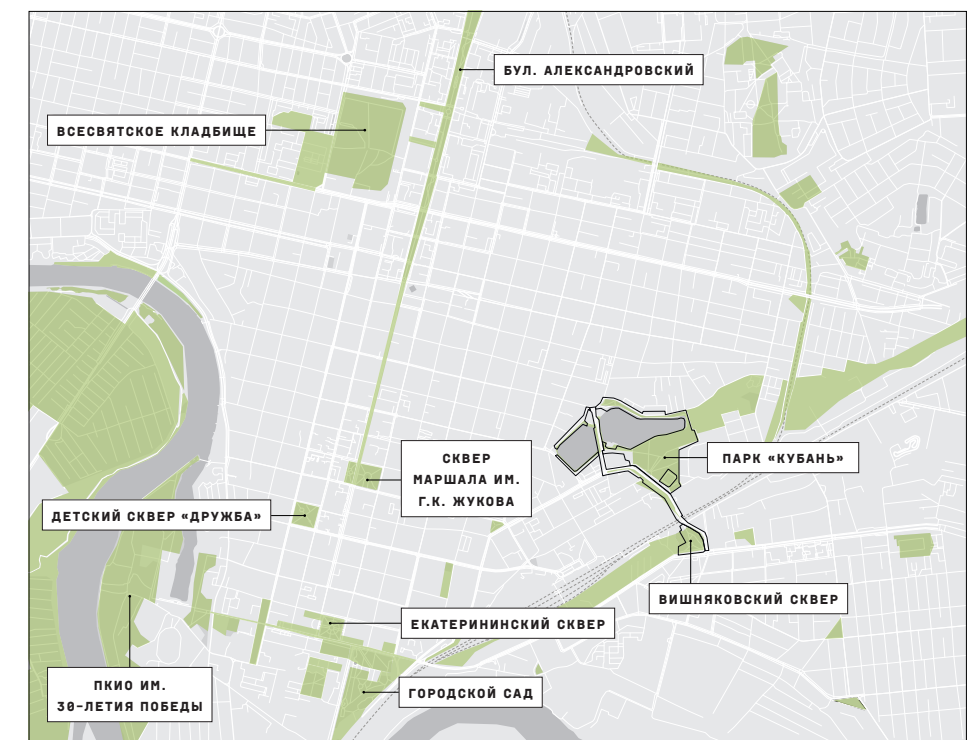 БУЛ. АЛЕКСАНДРОВСКИЙ
ВСЕСВЯТСКОЕ КЛАДБИЩЕ
СКВЕР
МАРШАЛА ИМ.
Г.К. ЖУКОВА
ПАРК «КУБАНЬ»
ДЕТСКИЙ СКВЕР «ДРУЖБА»
ВИШНЯКОВСКИЙ СКВЕР
ЕКАТЕРИНИНСКИЙ СКВЕР
ПКИО ИМ.
30-ЛЕТИЯ ПОБЕДЫ
ГОРОДСКОЙ САД